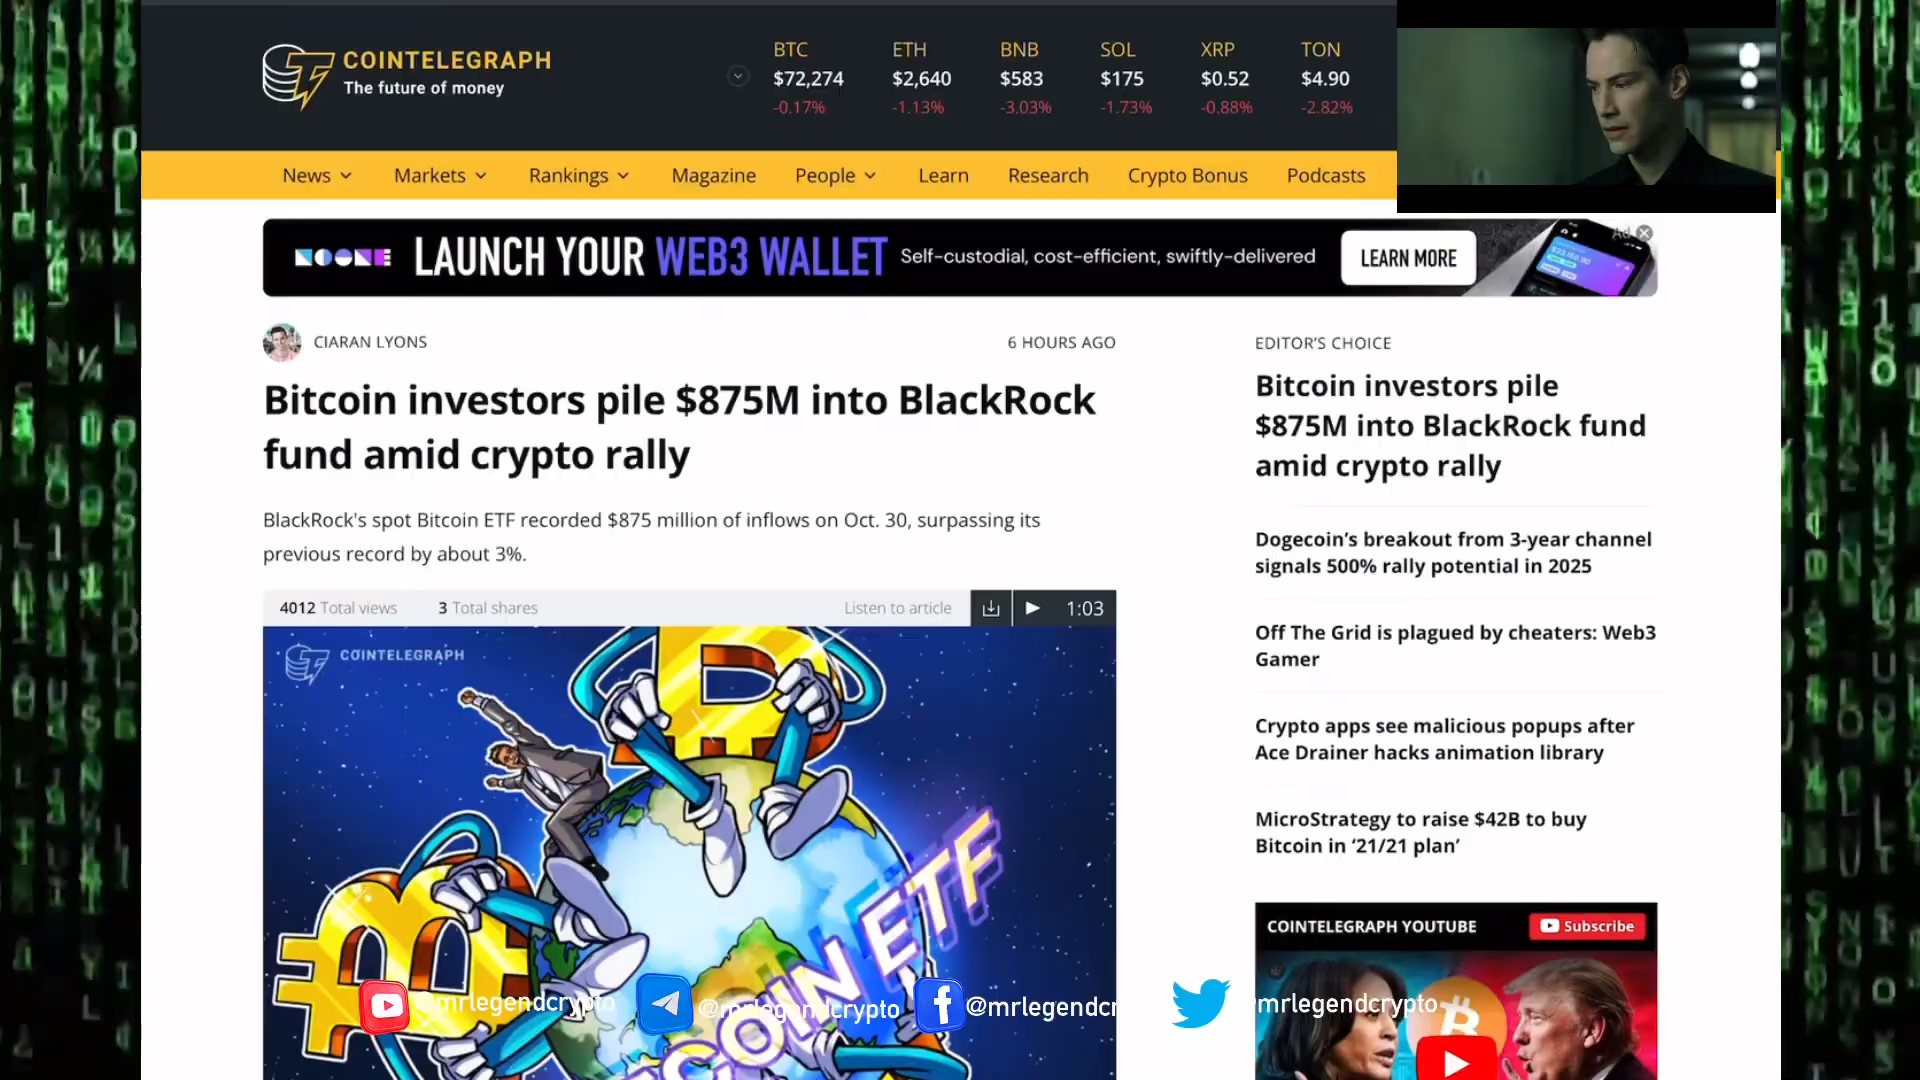 COINTELEGRAPH
The future of money
BTC
$72,274
-0.17%
ETH
$2,640
-1.13%
BNB
$583
-3.03%
SOL
$175
-1.73%
XRP
$0.52
-0.88%
TON
$4.90
-2.82%
News
Markets
Rankings
Magazine
People
Learn
Research
Crypto Bonus
Podcasts
NOONE
LAUNCH YOUR WEB3 WALLET
Self-custodial, cost-efficient, swiftly-delivered
LEARN MORE
Ad
CIARAN LYONS
6 HOURS AGO
Bitcoin investors pile $875M into BlackRock
fund amid crypto rally
BlackRock's spot Bitcoin ETF recorded $875 million of inflows on Oct. 30, surpassing its
previous record by about 3%.
4012 Total views
3 Total shares
Listen to article
1:03
COINTELEGRAPH
COIN ETF
EDITOR'S CHOICE
Bitcoin investors pile
$875M into BlackRock fund
amid crypto rally
Dogecoin’s breakout from 3-year channel
signals 500% rally potential in 2025
Off The Grid is plagued by cheaters: Web3
Gamer
Crypto apps see malicious popups after
Ace Drainer hacks animation library
MicroStrategy to raise $42B to buy
Bitcoin in ‘21/21 plan’
COINTELEGRAPH YOUTUBE
Subscribe
@mrlegendcrypto
@mrlegendcrypto
@mrlegendcr
mrlegendcrypto